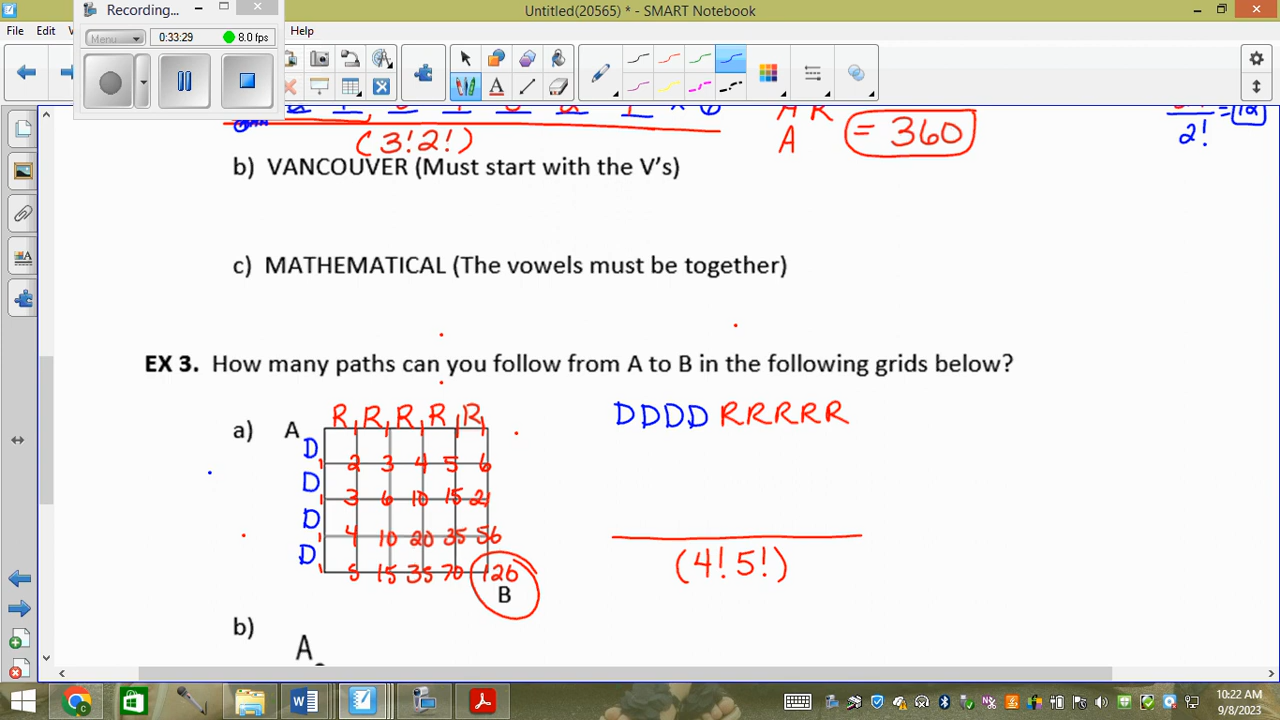 Recording...
Untitled(20565) * - SMART Notebook
Menu
0:33:29
8.0 fps
File Edit
Help
(3!2!)
A R
A
= 360
2!
= 12
b) VANCOUVER (Must start with the V's)
c) MATHEMATICAL (The vowels must be together)
EX 3. How many paths can you follow from A to B in the following grids below?
R R R R R
DDDD RRRRR
a) A
D
1 2 3 4 5 6
D
1 3 6 10 15 21
D
1 4 10 20 35 56
D
1 5 15 35 70 126
B
(4!5!)
b)
A
10:22 AM
9/8/2023